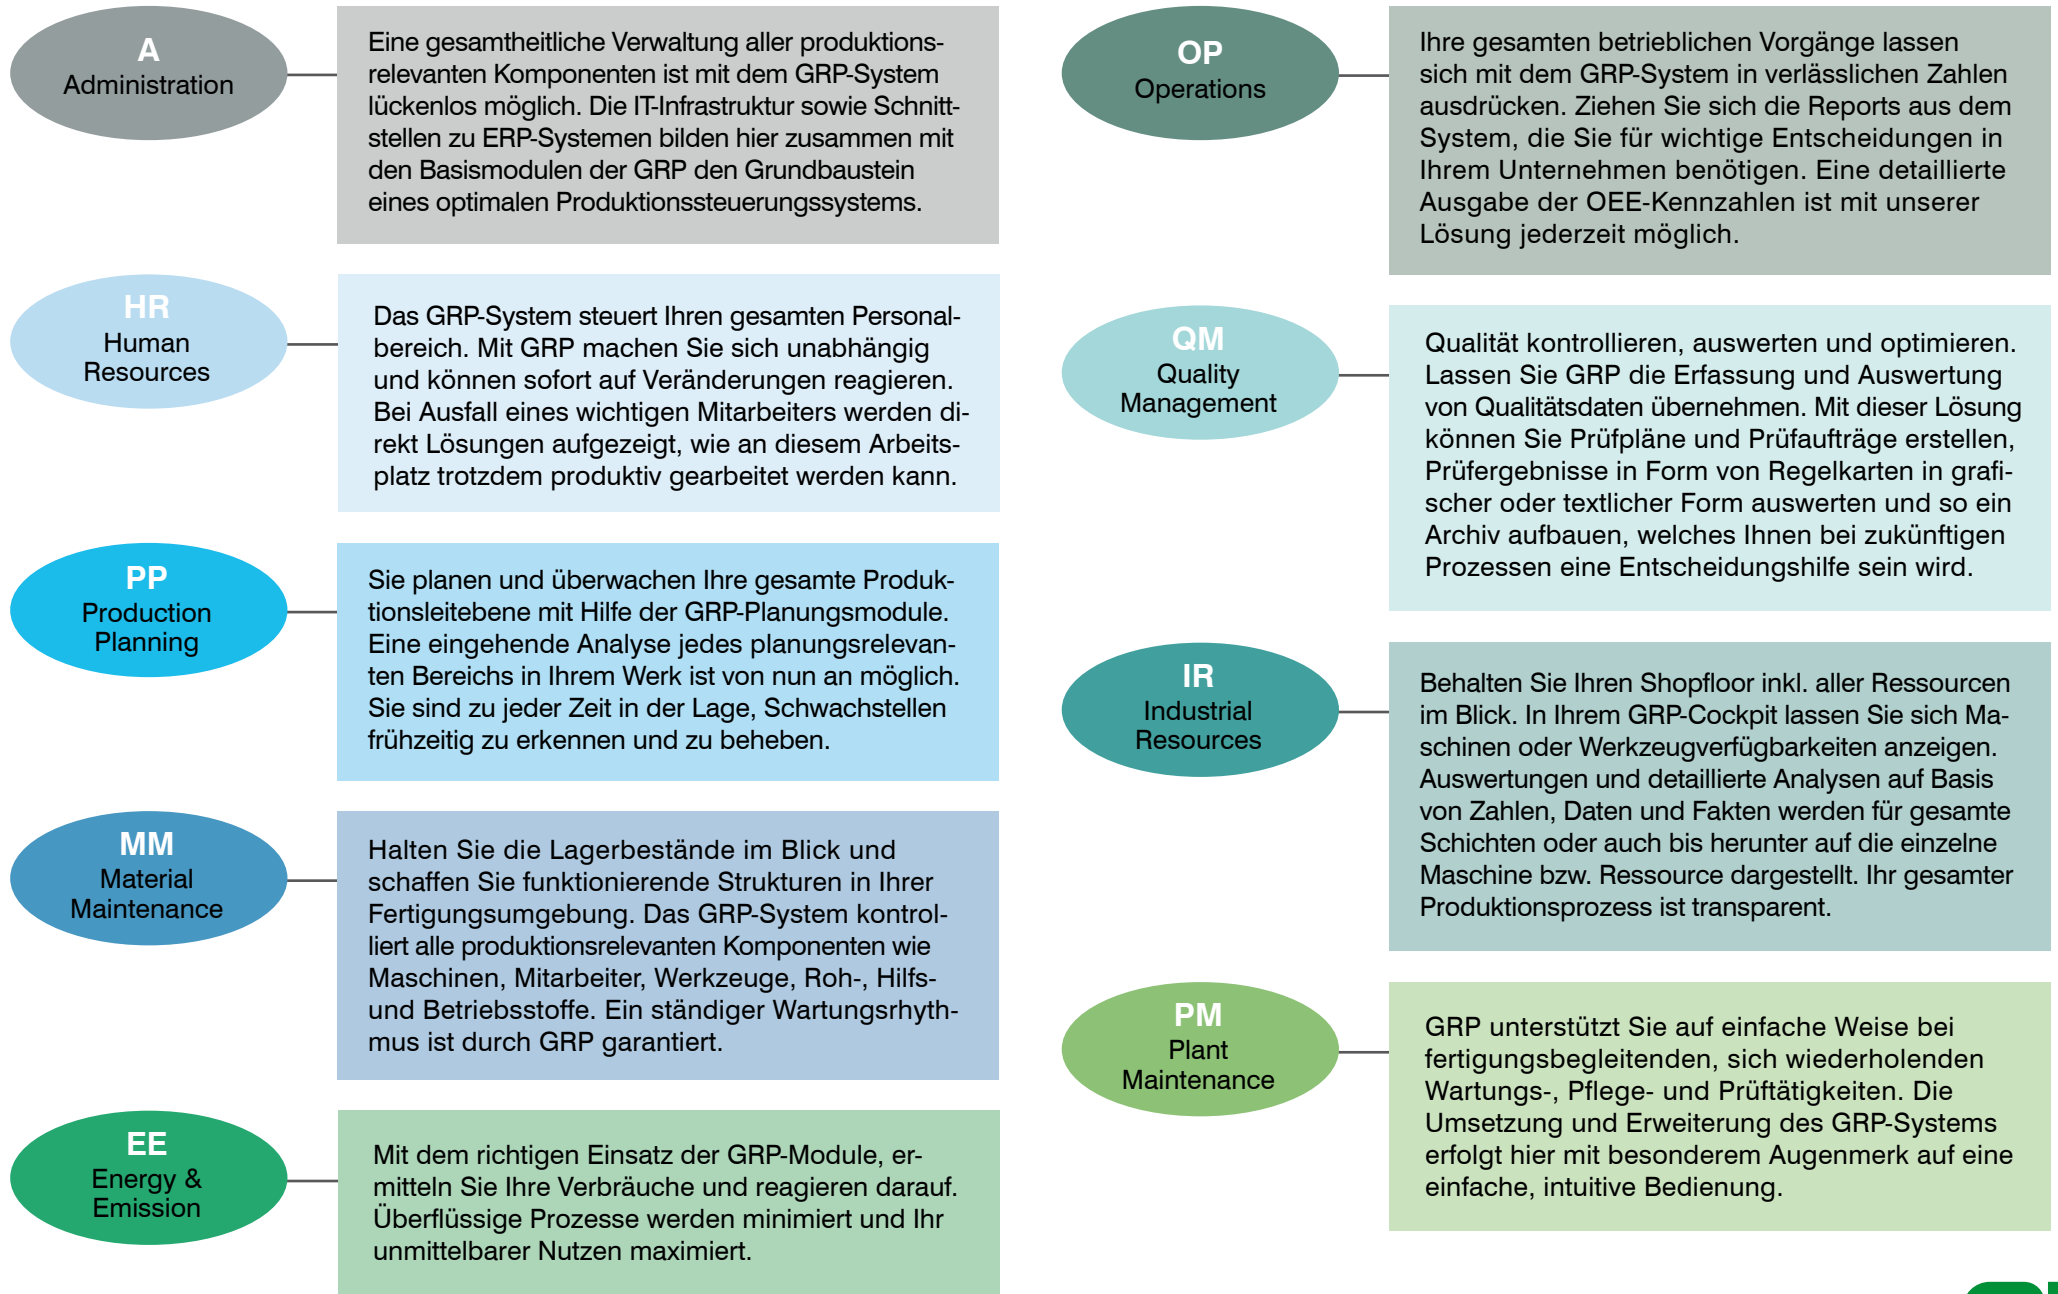 A
Administration
Eine gesamtheitliche Verwaltung aller produktions-
relevanten Komponenten ist mit dem GRP-System
lückenlos möglich. Die IT-Infrastruktur sowie Schnitt-
stellen zu ERP-Systemen bilden hier zusammen mit
den Basismodulen der GRP den Grundbaustein
eines optimalen Produktionssteuerungssystems.
HR
Human
Resources
Das GRP-System steuert Ihren gesamten Personal-
bereich. Mit GRP machen Sie sich unabhängig
und können sofort auf Veränderungen reagieren.
Bei Ausfall eines wichtigen Mitarbeiters werden di-
rekt Lösungen aufgezeigt, wie an diesem Arbeits-
platz trotzdem produktiv gearbeitet werden kann.
PP
Production
Planning
Sie planen und überwachen Ihre gesamte Produk-
tionsleitebene mit Hilfe der GRP-Planungsmodule.
Eine eingehende Analyse jedes planungsrelevan-
ten Bereichs in Ihrem Werk ist von nun an möglich.
Sie sind zu jeder Zeit in der Lage, Schwachstellen
frühzeitig zu erkennen und zu beheben.
MM
Material
Maintenance
Halten Sie die Lagerbestände im Blick und
schaffen Sie funktionierende Strukturen in Ihrer
Fertigungsumgebung. Das GRP-System kontrol-
liert alle produktionsrelevanten Komponenten wie
Maschinen, Mitarbeiter, Werkzeuge, Roh-, Hilfs-
und Betriebsstoffe. Ein ständiger Wartungsrhyth-
mus ist durch GRP garantiert.
EE
Energy &
Emission
Mit dem richtigen Einsatz der GRP-Module, er-
mitteln Sie Ihre Verbräuche und reagieren darauf.
Überflüssige Prozesse werden minimiert und Ihr
unmittelbarer Nutzen maximiert.
OP
Operations
Ihre gesamten betrieblichen Vorgänge lassen
sich mit dem GRP-System in verlässlichen Zahlen
ausdrücken. Ziehen Sie sich die Reports aus dem
System, die Sie für wichtige Entscheidungen in
Ihrem Unternehmen benötigen. Eine detaillierte
Ausgabe der OEE-Kennzahlen ist mit unserer
Lösung jederzeit möglich.
QM
Quality
Management
Qualität kontrollieren, auswerten und optimieren.
Lassen Sie GRP die Erfassung und Auswertung
von Qualitätsdaten übernehmen. Mit dieser Lösung
können Sie Prüfpläne und Prüfaufträge erstellen,
Prüfergebnisse in Form von Regelkarten in grafi-
scher oder textlicher Form auswerten und so ein
Archiv aufbauen, welches Ihnen bei zukünftigen
Prozessen eine Entscheidungshilfe sein wird.
IR
Industrial
Resources
Behalten Sie Ihren Shopfloor inkl. aller Ressourcen
im Blick. In Ihrem GRP-Cockpit lassen Sie sich Ma-
schinen oder Werkzeugverfügbarkeiten anzeigen.
Auswertungen und detaillierte Analysen auf Basis
von Zahlen, Daten und Fakten werden für gesamte
Schichten oder auch bis herunter auf die einzelne
Maschine bzw. Ressource dargestellt. Ihr gesamter
Produktionsprozess ist transparent.
PM
Plant
Maintenance
GRP unterstützt Sie auf einfache Weise bei
fertigungsbegleitenden, sich wiederholenden
Wartungs-, Pflege- und Prüftätigkeiten. Die
Umsetzung und Erweiterung des GRP-Systems
erfolgt hier mit besonderem Augenmerk auf eine
einfache, intuitive Bedienung.